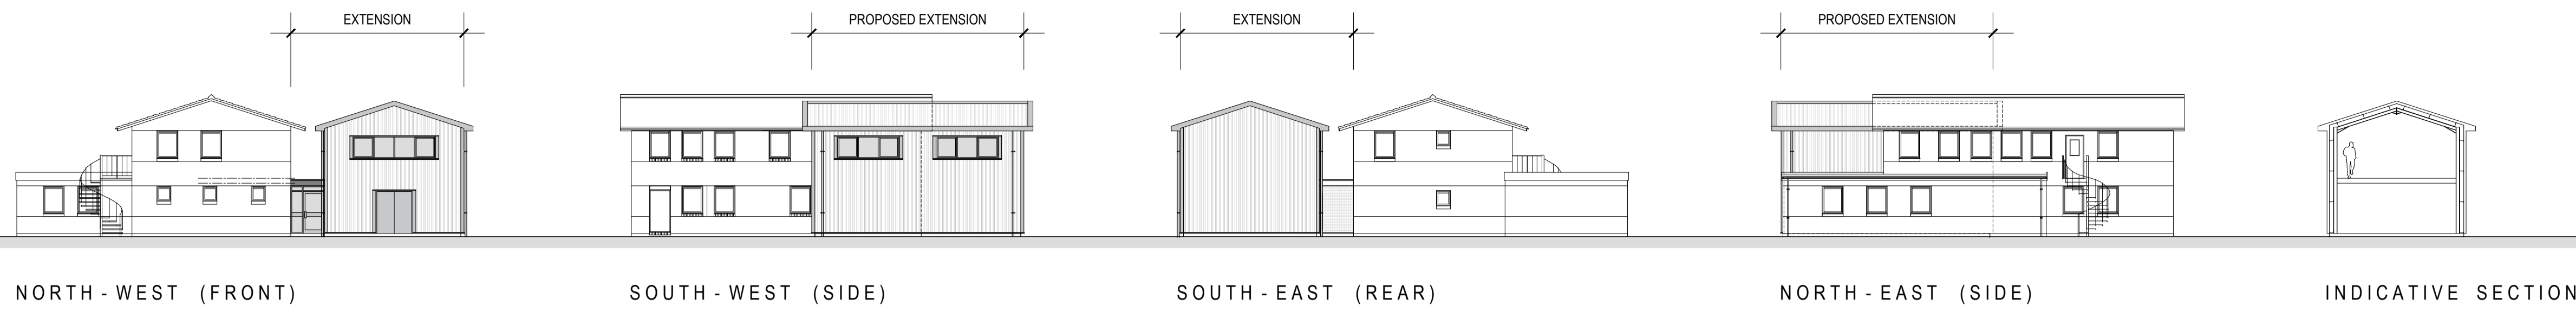 EXTENSION
PROPOSED EXTENSION
EXTENSION
PROPOSED EXTENSION
NORTH - WEST (FRONT)
SOUTH - WEST (SIDE)
SOUTH - EAST (REAR)
NORTH - EAST (SIDE)
INDICATIVE SECTION